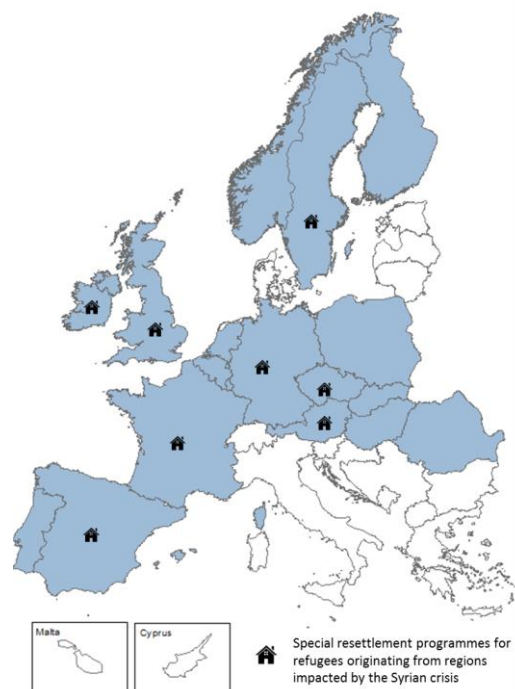 Malta
Cyprus
Special resettlement programmes for
refugees originating from regions
impacted by the Syrian crisis